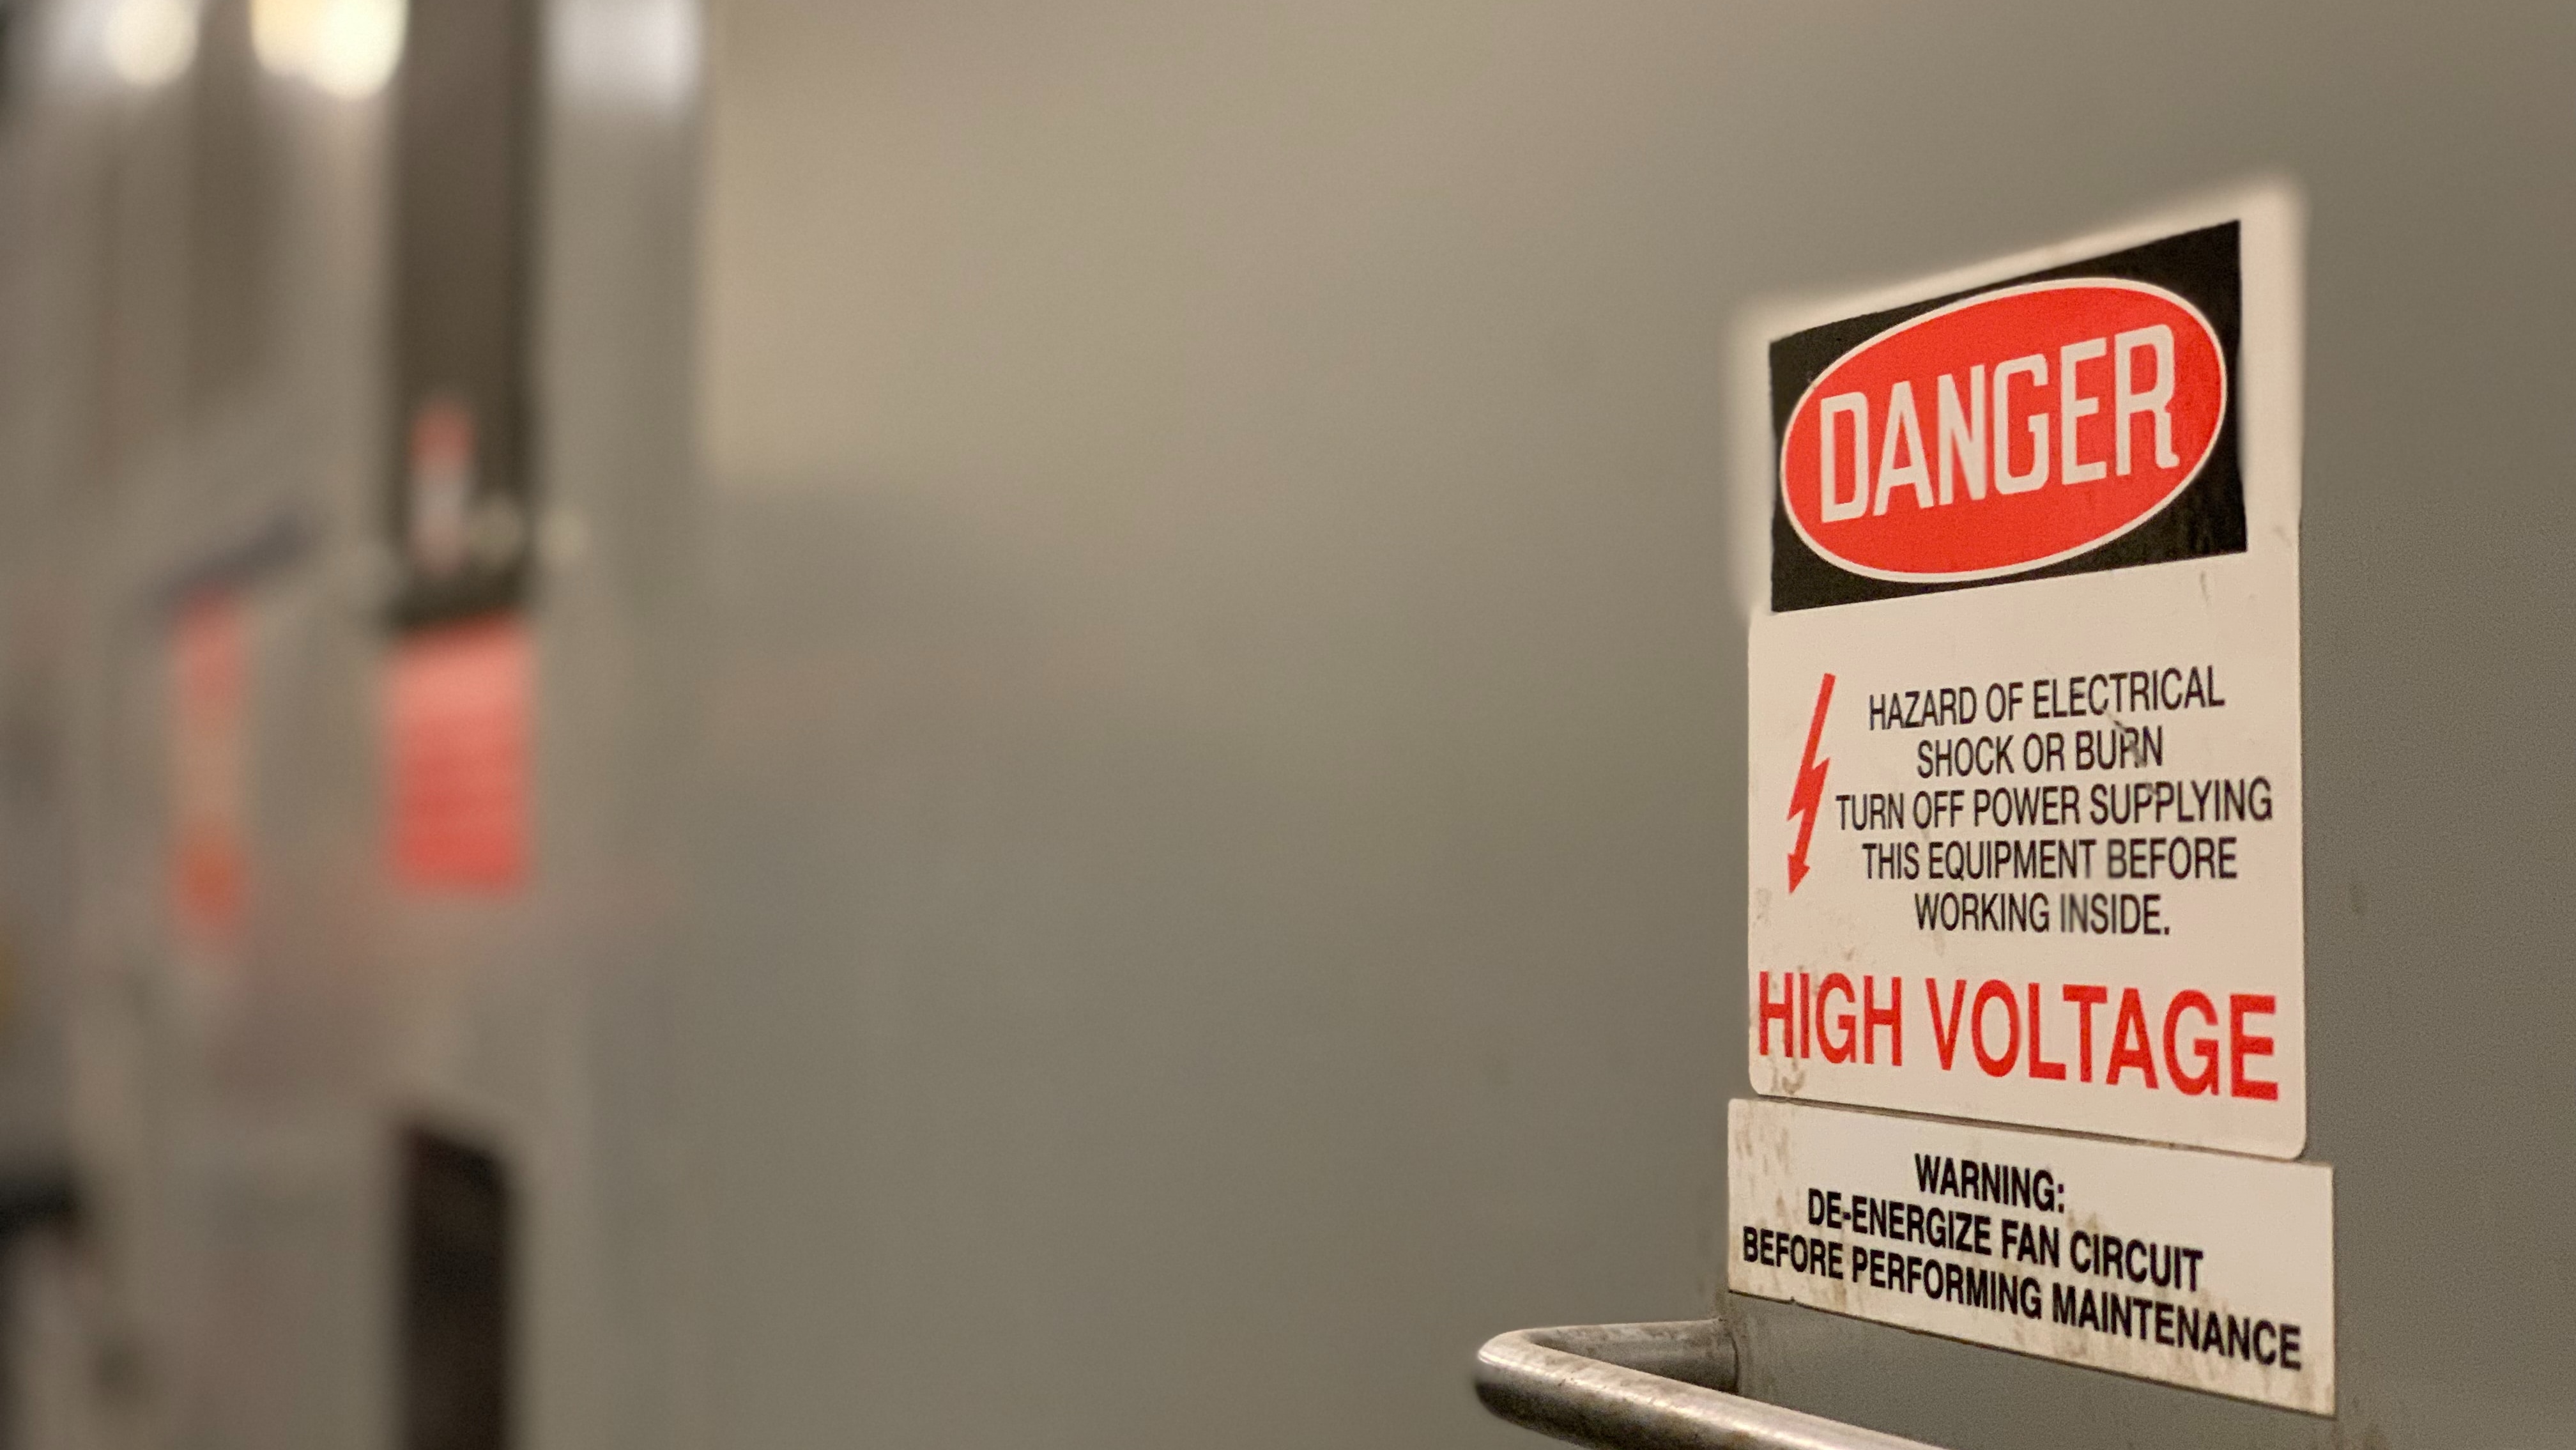 DANGER
HAZARD OF ELECTRICAL
SHOCK OR BURN
TURN OFF POWER SUPPLYING
THIS EQUIPMENT BEFORE
WORKING INSIDE.
HIGH VOLTAGE
WARNING:
DE-ENERGIZE FAN CIRCUIT
BEFORE PERFORMING MAINTENANCE